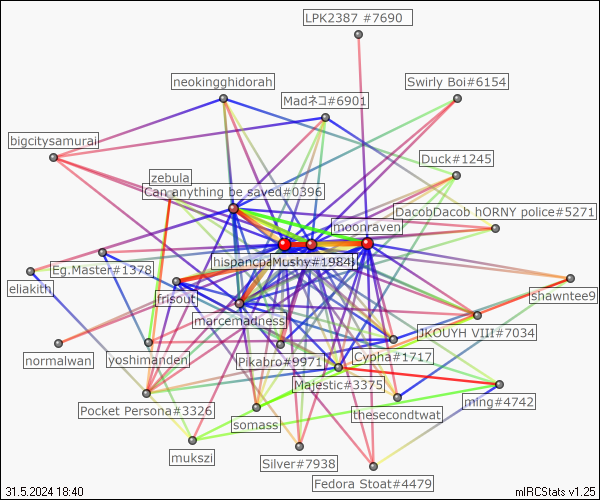 LPK2387 #7690
neokingghidorah
Swirly Boi#6154
Madネコ#6901
bigcitysamurai
Duck#1245
zebula
Can anything be saved#0396
DacobDacob hORNY police#5271
moonraven
hispancpa
Mushy#1984
Eg.Master#1378
eliakith
shawntee9
frisout
marcemadness
JKOUYH VIII#7034
normalwan
yoshimanden
Pikabro#9971
Cypha#1717
Majestic#3375
ming#4742
Pocket Persona#3326
thesecondtwat
somass
mukszi
Silver#7938
Fedora Stoat#4479
31.5.2024 18:40
mIRCStats v1.25